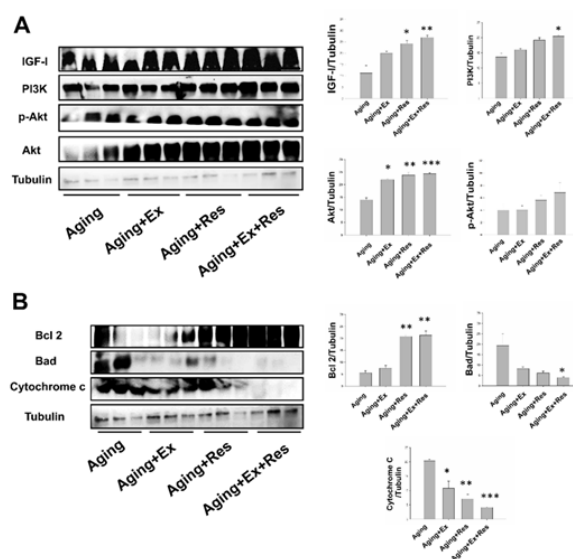 A
IGF-I
PI3K
p-Akt
Akt
Tubulin
Aging
Aging+Ex
Aging+Res
Aging+Ex+Res
IGF-I/Tubulin
* **
Aging
Aging+Ex
Aging+Res
Aging+Ex+Res
PI3K/Tubulin
*
Aging
Aging+Ex
Aging+Res
Aging+Ex+Res
Akt/Tubulin
* ** ***
Aging
Aging+Ex
Aging+Res
Aging+Ex+Res
p-Akt/Tubulin
Aging
Aging+Ex
Aging+Res
Aging+Ex+Res
B
Bcl 2
Bad
Cytochrome c
Tubulin
Aging
Aging+Ex
Aging+Res
Aging+Ex+Res
Bcl 2/Tubulin
** **
Aging
Aging+Ex
Aging+Res
Aging+Ex+Res
Bad/Tubulin
*
Aging
Aging+Ex
Aging+Res
Aging+Ex+Res
Cytochrome C
/Tubulin
* ** ***
Aging
Aging+Ex
Aging+Res
Aging+Ex+Res